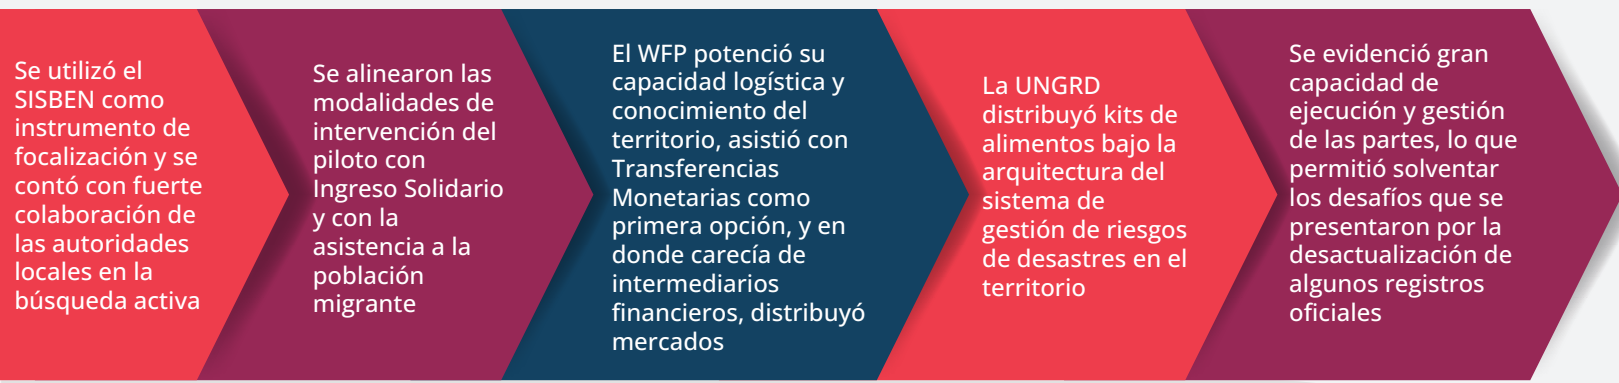 Se utilizó el
SISBEN como
instrumento de
focalización y se
contó con fuerte
colaboración de
las autoridades
locales en la
búsqueda activa
Se alinearon las
modalidades de
intervención del
piloto con
Ingreso Solidario
y con la
asistencia a la
población
migrante
El WFP potenció su
capacidad logística y
conocimiento del
territorio, asistió con
Transferencias
Monetarias como
primera opción, y en
donde carecía de
intermediarios
financieros, distribuyó
mercados
La UNGRD
distribuyó kits de
alimentos bajo la
arquitectura del
sistema de
gestión de riesgos
de desastres en el
territorio
Se evidenció gran
capacidad de
ejecución y gestión
de las partes, lo que
permitió solventar
los desafíos que se
presentaron por la
desactualización de
algunos registros
oficiales